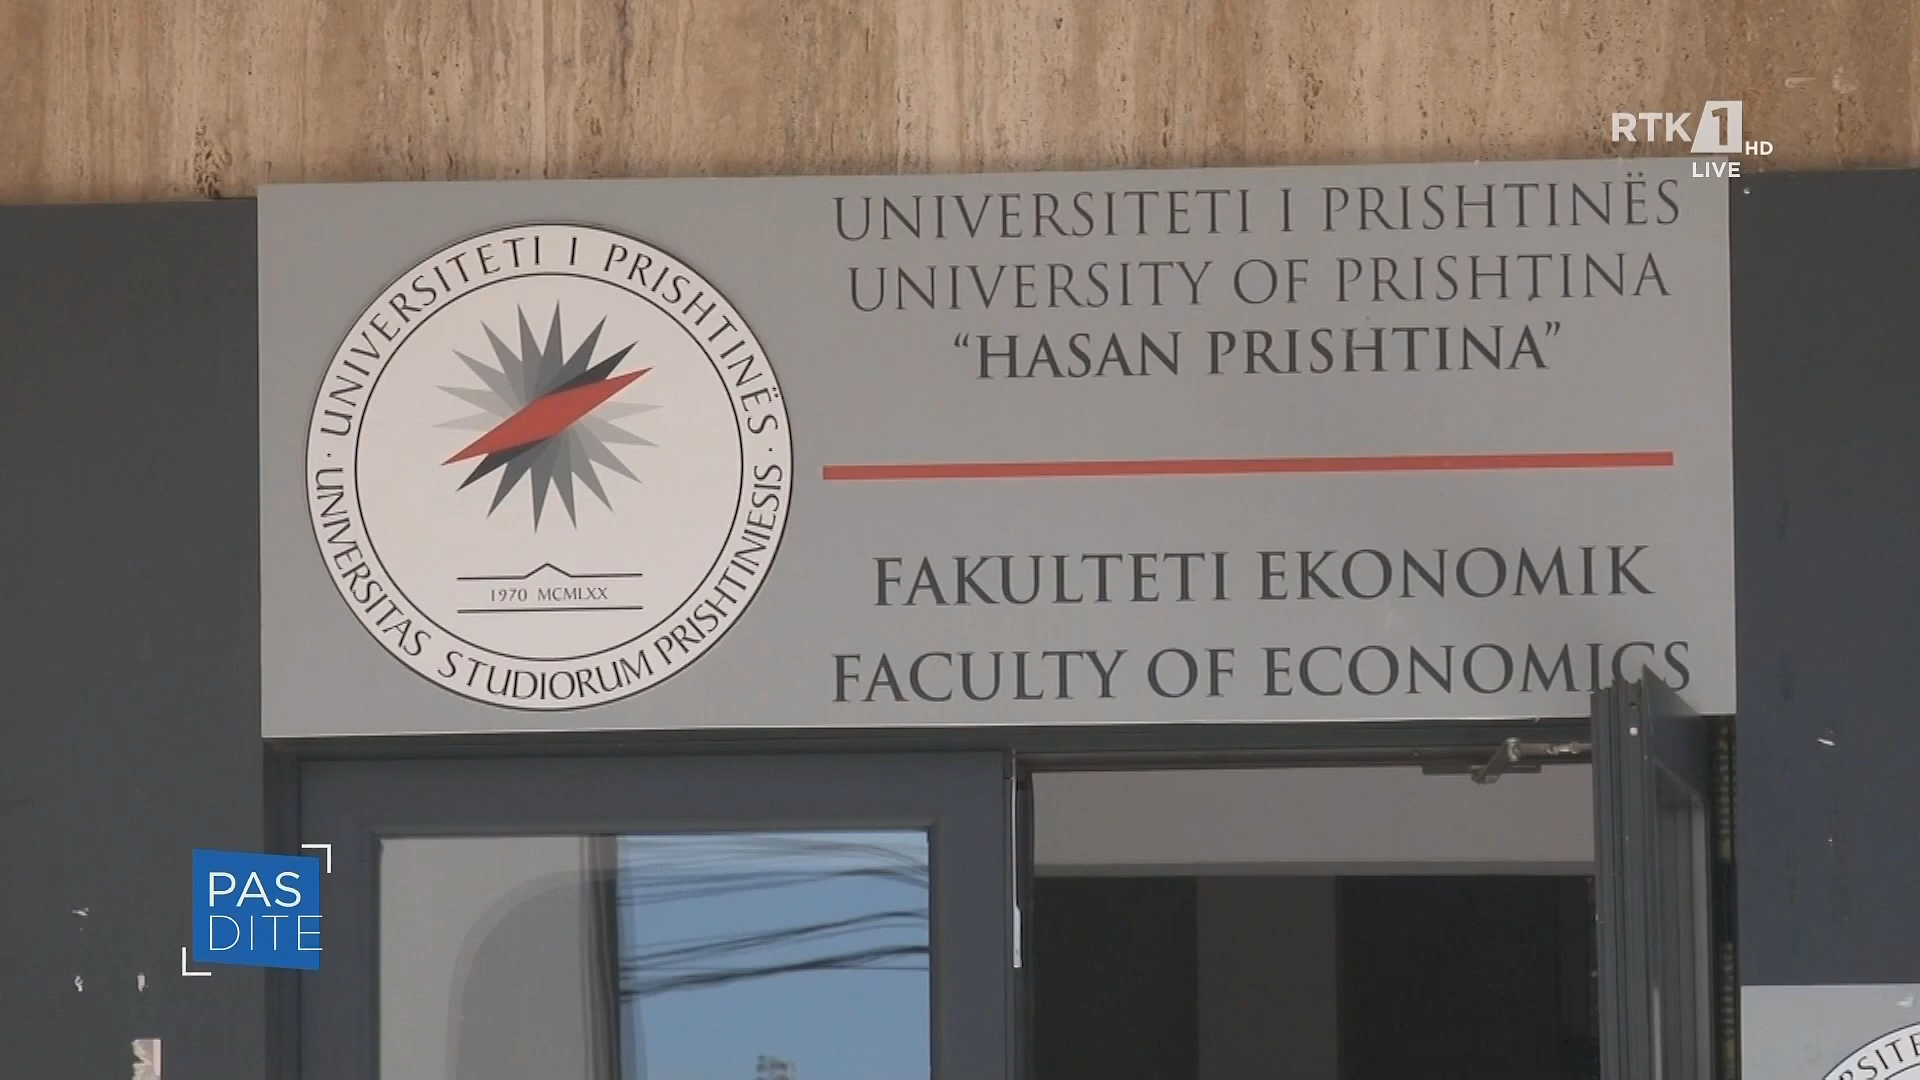 RTK 1 HD
LIVE
UNIVERSITETI I PRISHTINËS
UNIVERSITY OF PRISHTINA
“HASAN PRISHTINA”
FAKULTETI EKONOMIK
FACULTY OF ECONOMICS
· UNIVERSITETI I PRISHTINËS ·
UNIVERSITAS STUDIORUM PRISHTINIESIS
1970 MCMLXX
PAS
DITE